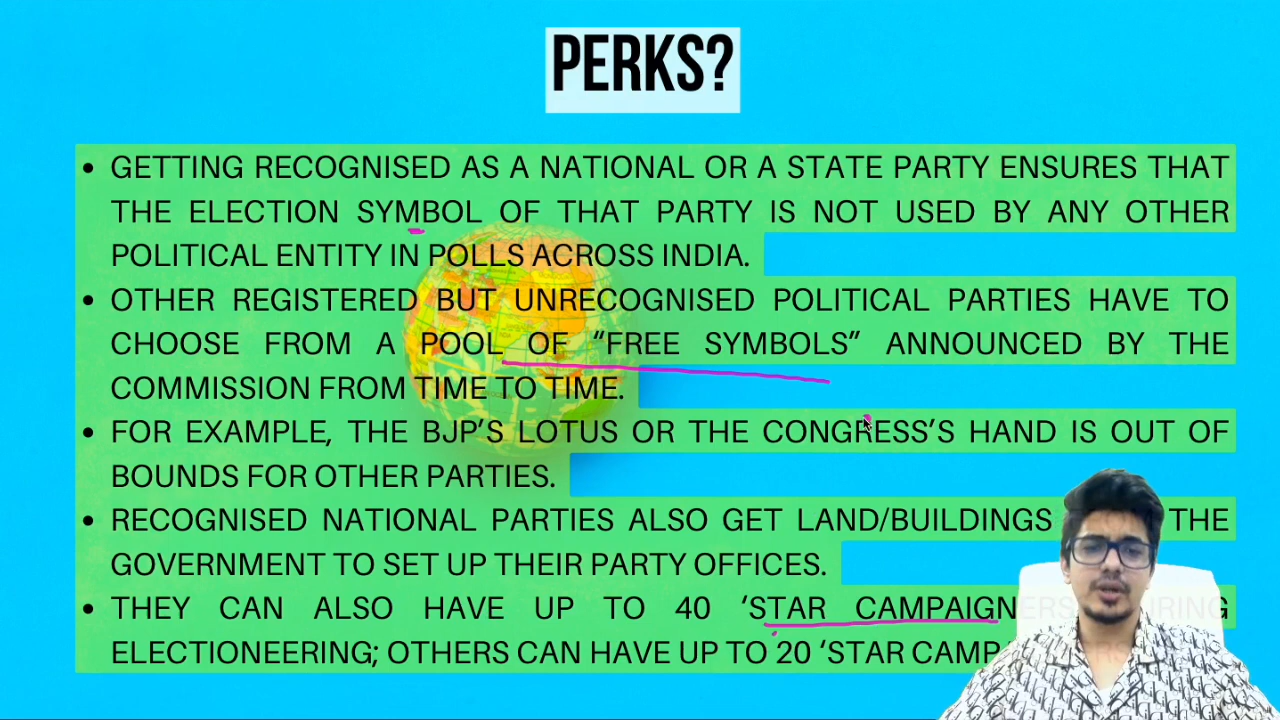 PERKS?
• GETTING RECOGNISED AS A NATIONAL OR A STATE PARTY ENSURES THAT
THE ELECTION SYMBOL OF THAT PARTY IS NOT USED BY ANY OTHER
POLITICAL ENTITY IN POLLS ACROSS INDIA.
• OTHER REGISTERED BUT UNRECOGNISED POLITICAL PARTIES HAVE TO
CHOOSE FROM A POOL OF “FREE SYMBOLS” ANNOUNCED BY THE
COMMISSION FROM TIME TO TIME.
• FOR EXAMPLE, THE BJP’S LOTUS OR THE CONGRESS’S HAND IS OUT OF
BOUNDS FOR OTHER PARTIES.
• RECOGNISED NATIONAL PARTIES ALSO GET LAND/BUILDINGS THE
GOVERNMENT TO SET UP THEIR PARTY OFFICES.
• THEY CAN ALSO HAVE UP TO 40 ‘STAR CAMPAIGNERS DURING
ELECTIONEERING; OTHERS CAN HAVE UP TO 20 ‘STAR